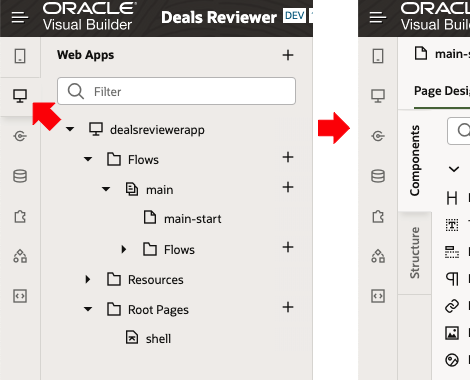 ORACLE
Visual Builder
Deals Reviewer DEV
Web Apps
Filter
dealsreviewerapp
Flows
main
main-start
Flows
Resources
Root Pages
shell
ORACLE
Visual Builder
main-s
Page Desi
Components
Structure